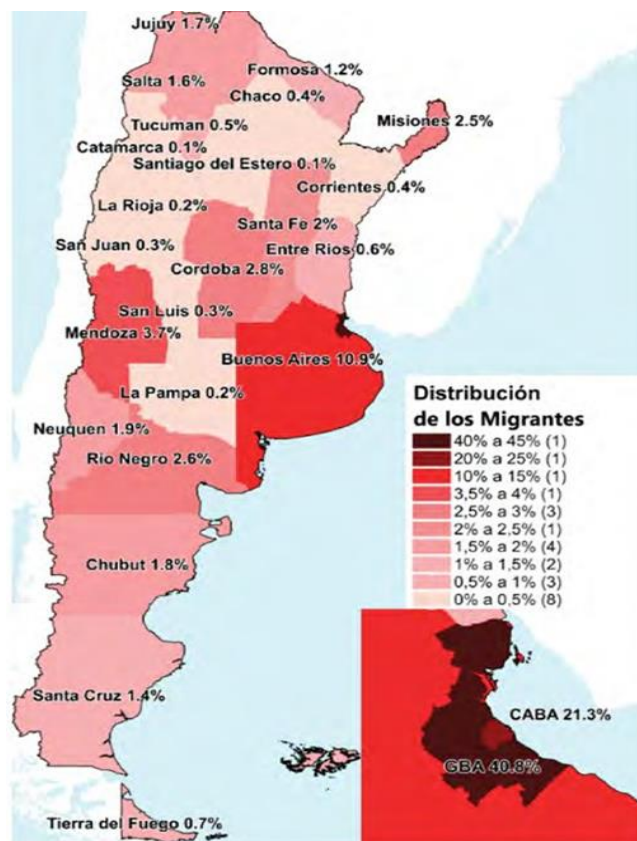 Jujuy 1.7%
Formosa 1.2%
Salta 1.6%
Chaco 0.4%
Misiones 2.5%
Tucuman 0.5%
Catamarca 0.1%
Santiago del Estero 0.1%
Corrientes 0.4%
La Rioja 0.2%
Santa Fe 2%
San Juan 0.3%
Entre Rios 0.6%
Cordoba 2.8%
San Luis 0.3%
Mendoza 3.7%
Buenos Aires 10.9%
La Pampa 0.2%
Neuquen 1.9%
Rio Negro 2.6%
Chubut 1.8%
Santa Cruz 1.4%
Tierra del Fuego 0.7%
Distribución
de los Migrantes
40% a 45% (1)
20% a 25% (1)
10% a 15% (1)
3,5% a 4% (1)
2,5% a 3% (3)
2% a 2,5% (1)
1,5% a 2% (4)
1% a 1,5% (2)
0,5% a 1% (3)
0% a 0,5% (8)
CABA 21.3%
GBA 40.8%